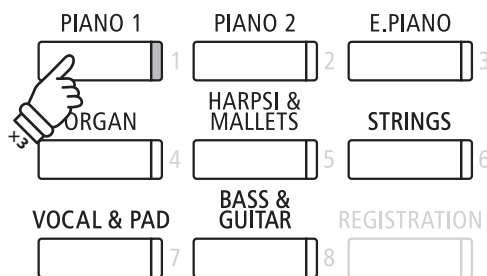 PIANO 1 PIANO 2 E.PIANO
1 2 3
×3
ORGAN HARPSI & MALLETS STRINGS
4 5 6
VOCAL & PAD BASS & GUITAR REGISTRATION
7 8